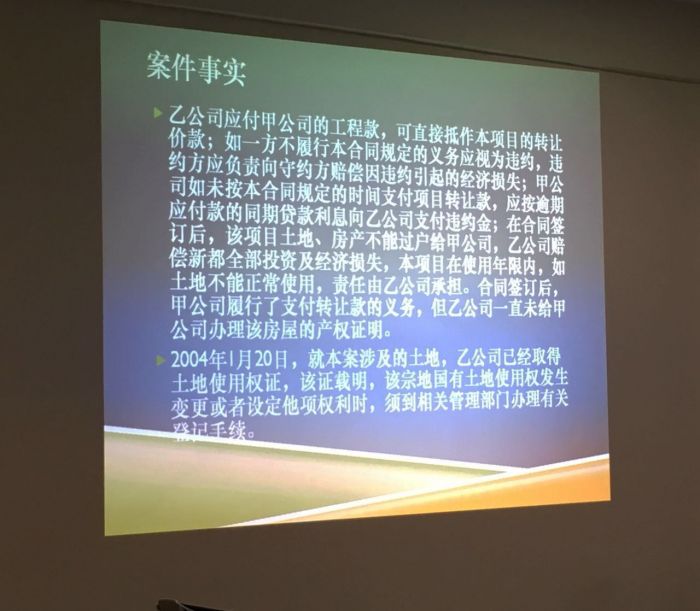 案件事实
乙公司应付甲公司的工程款，可直接抵作本项目的转让
价款；如一方不履行本合同规定的义务应视为违约，违
约方应负责向守约方赔偿因违约引起的经济损失；甲公
司如未按本合同规定的时间支付项目转让款，应按逾期
应付款的同期贷款利息向乙公司支付违约金；在合同签
订后，该项目土地、房产不能过户给甲公司，乙公司赔
偿新都全部投资及经济损失，本项目在使用年限内，如
土地不能正常使用，责任由乙公司承担。合同签订后，
甲公司履行了支付转让款的义务，但乙公司一直未给甲
公司办理该房屋的产权证明。
2004年1月20日，就本案涉及的土地，乙公司已经取得
土地使用权证，该证载明，该宗地国有土地使用权发生
变更或者设定他项权利时，须到相关管理部门办理有关
登记手续。